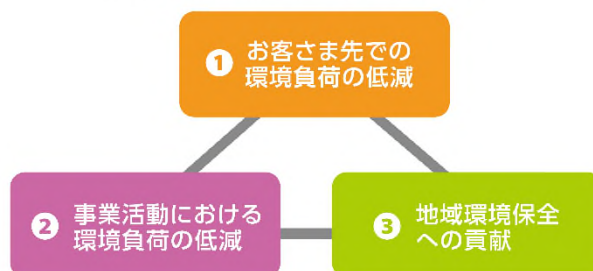 1 お客さま先での
環境負荷の低減
2 事業活動における
環境負荷の低減
3 地域環境保全
への貢献